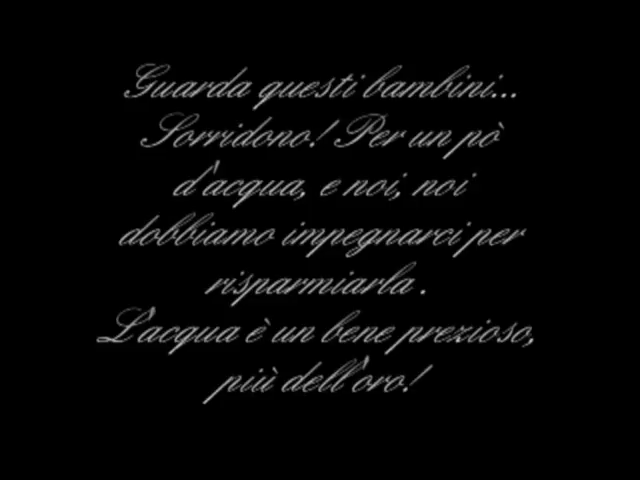 Guarda questi bambini...
Sorridono! Per un pò
d'acqua, e noi, noi
dobbiamo impegnarci per
risparmiarla .
L'acqua è un bene prezioso,
più dell'oro!